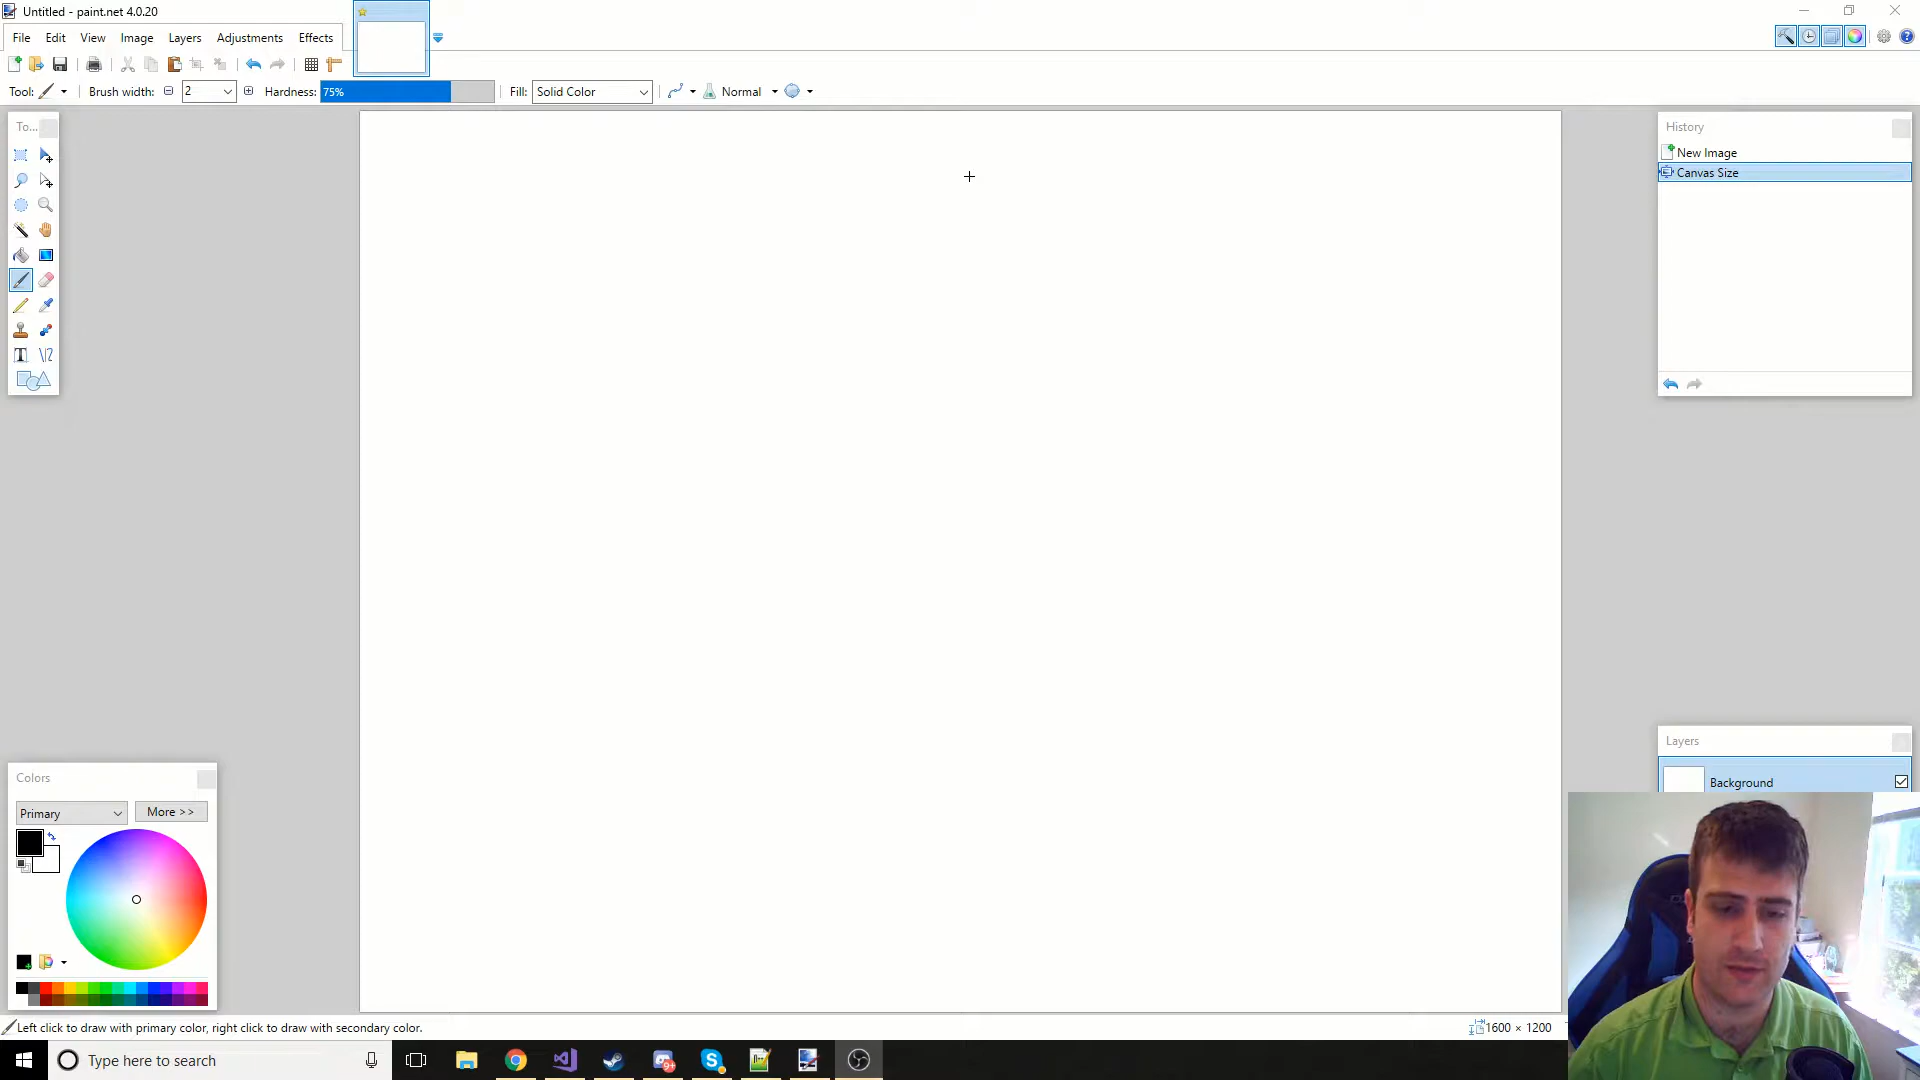 Untitled - paint.net 4.0.20
File Edit View Image Layers Adjustments Effects
Tool: Brush width: 2 Hardness: 75% Fill: Solid Color Normal
To...
History
New Image
Canvas Size
Colors
Primary More >>
Layers
Background
Left click to draw with primary color, right click to draw with secondary color.
1600 × 1200
Type here to search